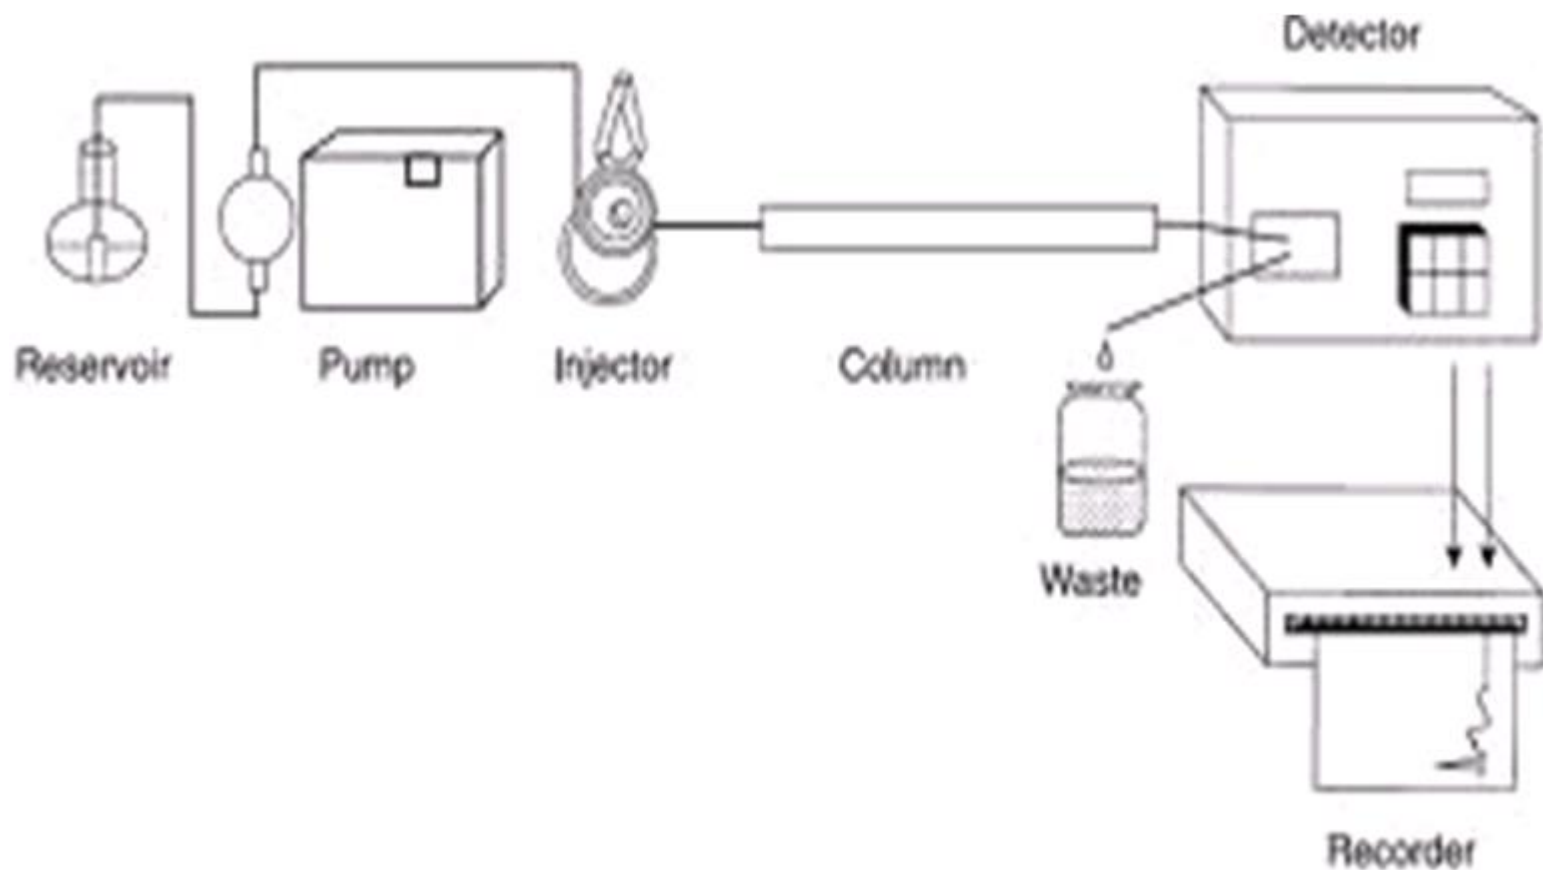 Detector
Reservoir
Pump
Injector
Column
Waste
Recorder